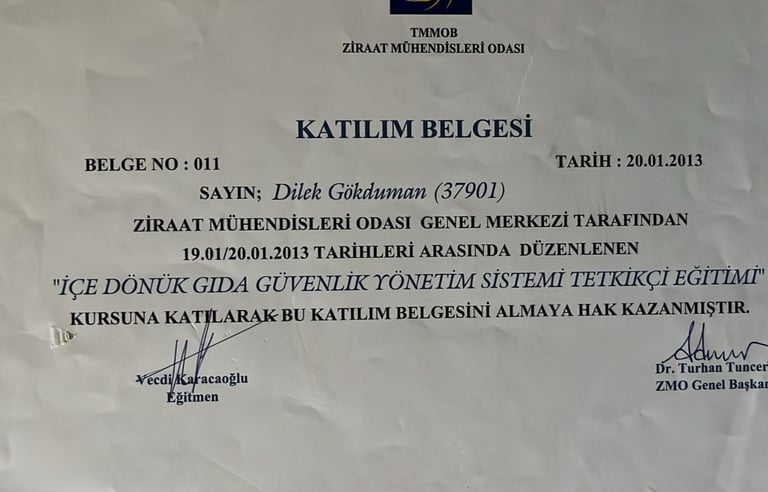 TMMOB
ZİRAAT MÜHENDİSLERİ ODASI
KATILIM BELGESİ
BELGE NO : 011 TARİH : 20.01.2013
SAYIN; Dilek Gökduman (37901)
ZİRAAT MÜHENDİSLERİ ODASI GENEL MERKEZİ TARAFINDAN
19.01/20.01.2013 TARİHLERİ ARASINDA DÜZENLENEN
"İÇE DÖNÜK GIDA GÜVENLİK YÖNETİM SİSTEMİ TETKİKÇİ EĞİTİMİ"
KURSUNA KATILARAK BU KATILIM BELGESİNİ ALMAYA HAK KAZANMIŞTIR.
Vecdi Karacaoğlu
Eğitmen
Dr. Turhan Tuncer
ZMO Genel Başkan